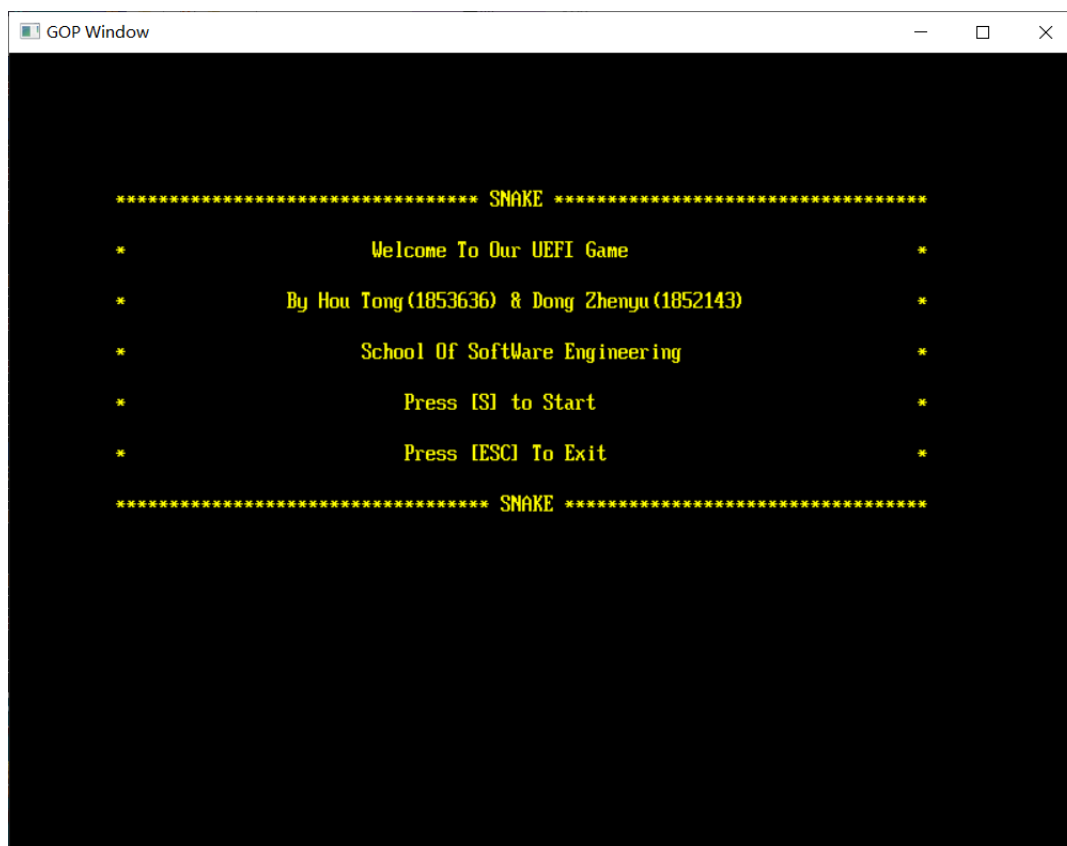 GOP Window
********************************** SNAKE ***********************************
* Welcome To Our UEFI Game *
* By Hou Tong(1853636) & Dong Zhenyu(1852143) *
* School Of SoftWare Engineering *
* Press [S] to Start *
* Press [ESC] To Exit *
*********************************** SNAKE **********************************